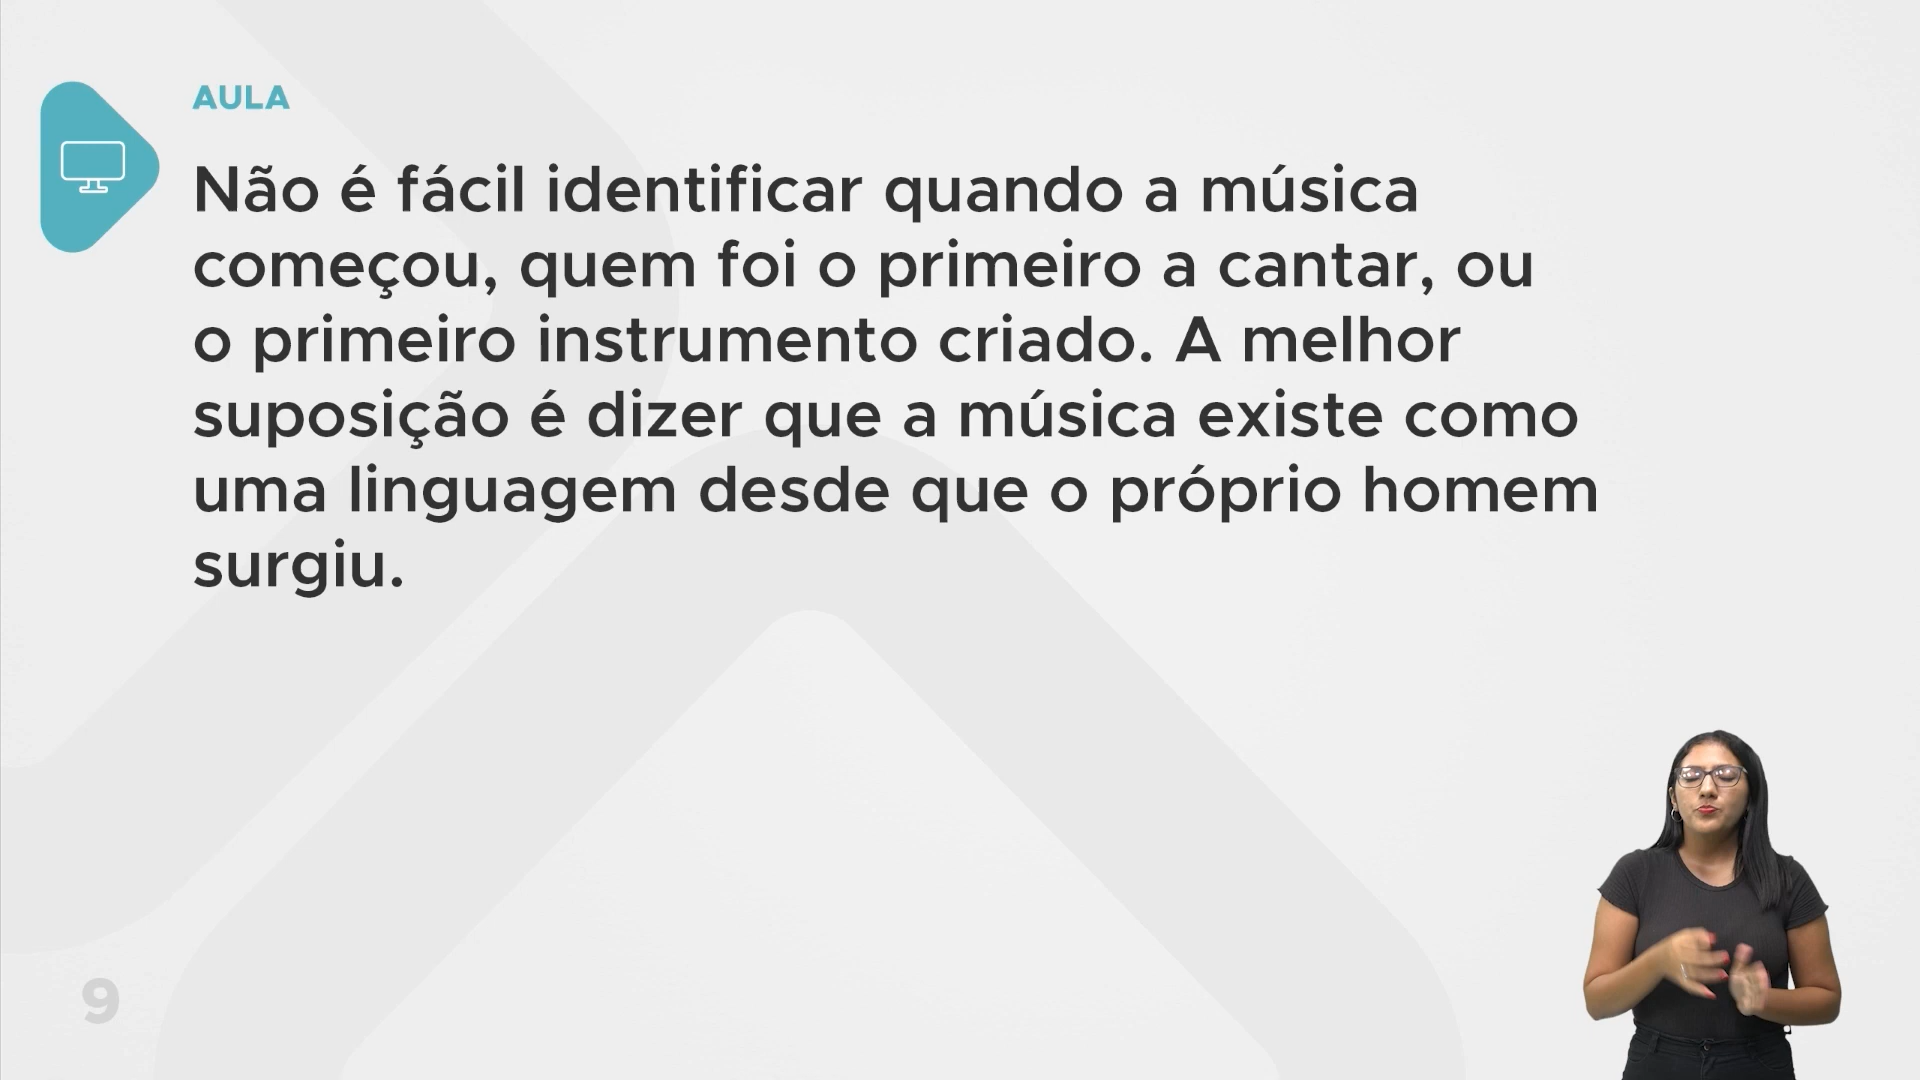 AULA
Não é fácil identificar quando a música
começou, quem foi o primeiro a cantar, ou
o primeiro instrumento criado. A melhor
suposição é dizer que a música existe como
uma linguagem desde que o próprio homem
surgiu.
9